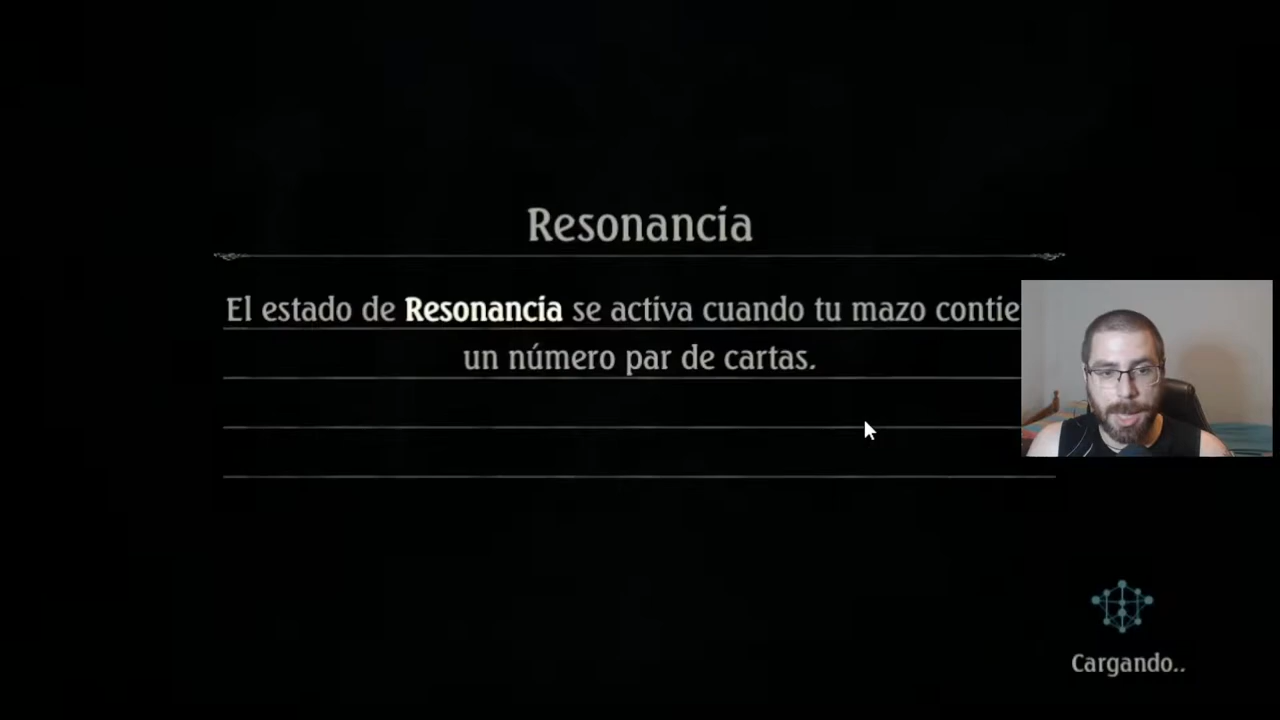 Resonancia
El estado de Resonancia se activa cuando tu mazo contie
un número par de cartas.
Cargando..